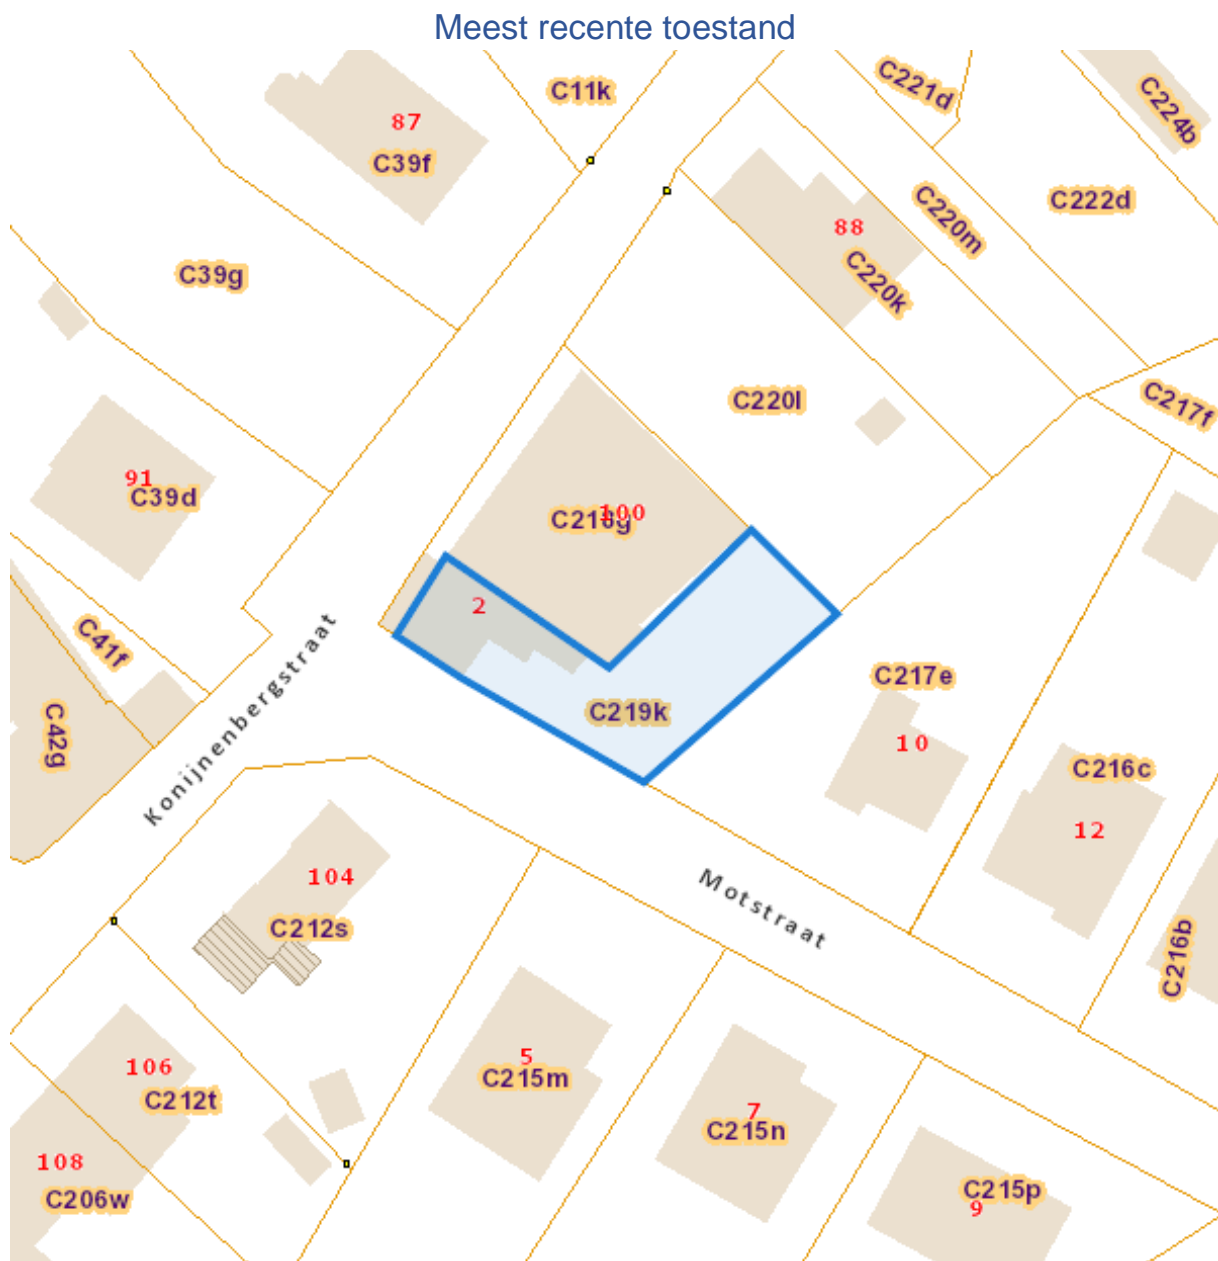 Meest recente toestand
C11k
C221d
C224b
87
C39f
C222d
C220m
88
C220k
C39g
C220l
C217f
91
C39d
C218g
100
2
C41f
Konijnenbergstraat
C217e
C219k
C42g
10
C216c
12
104
Motstraat
C212s
C216b
5
C215m
106
C212t
7
C215n
108
C206w
C215p
9